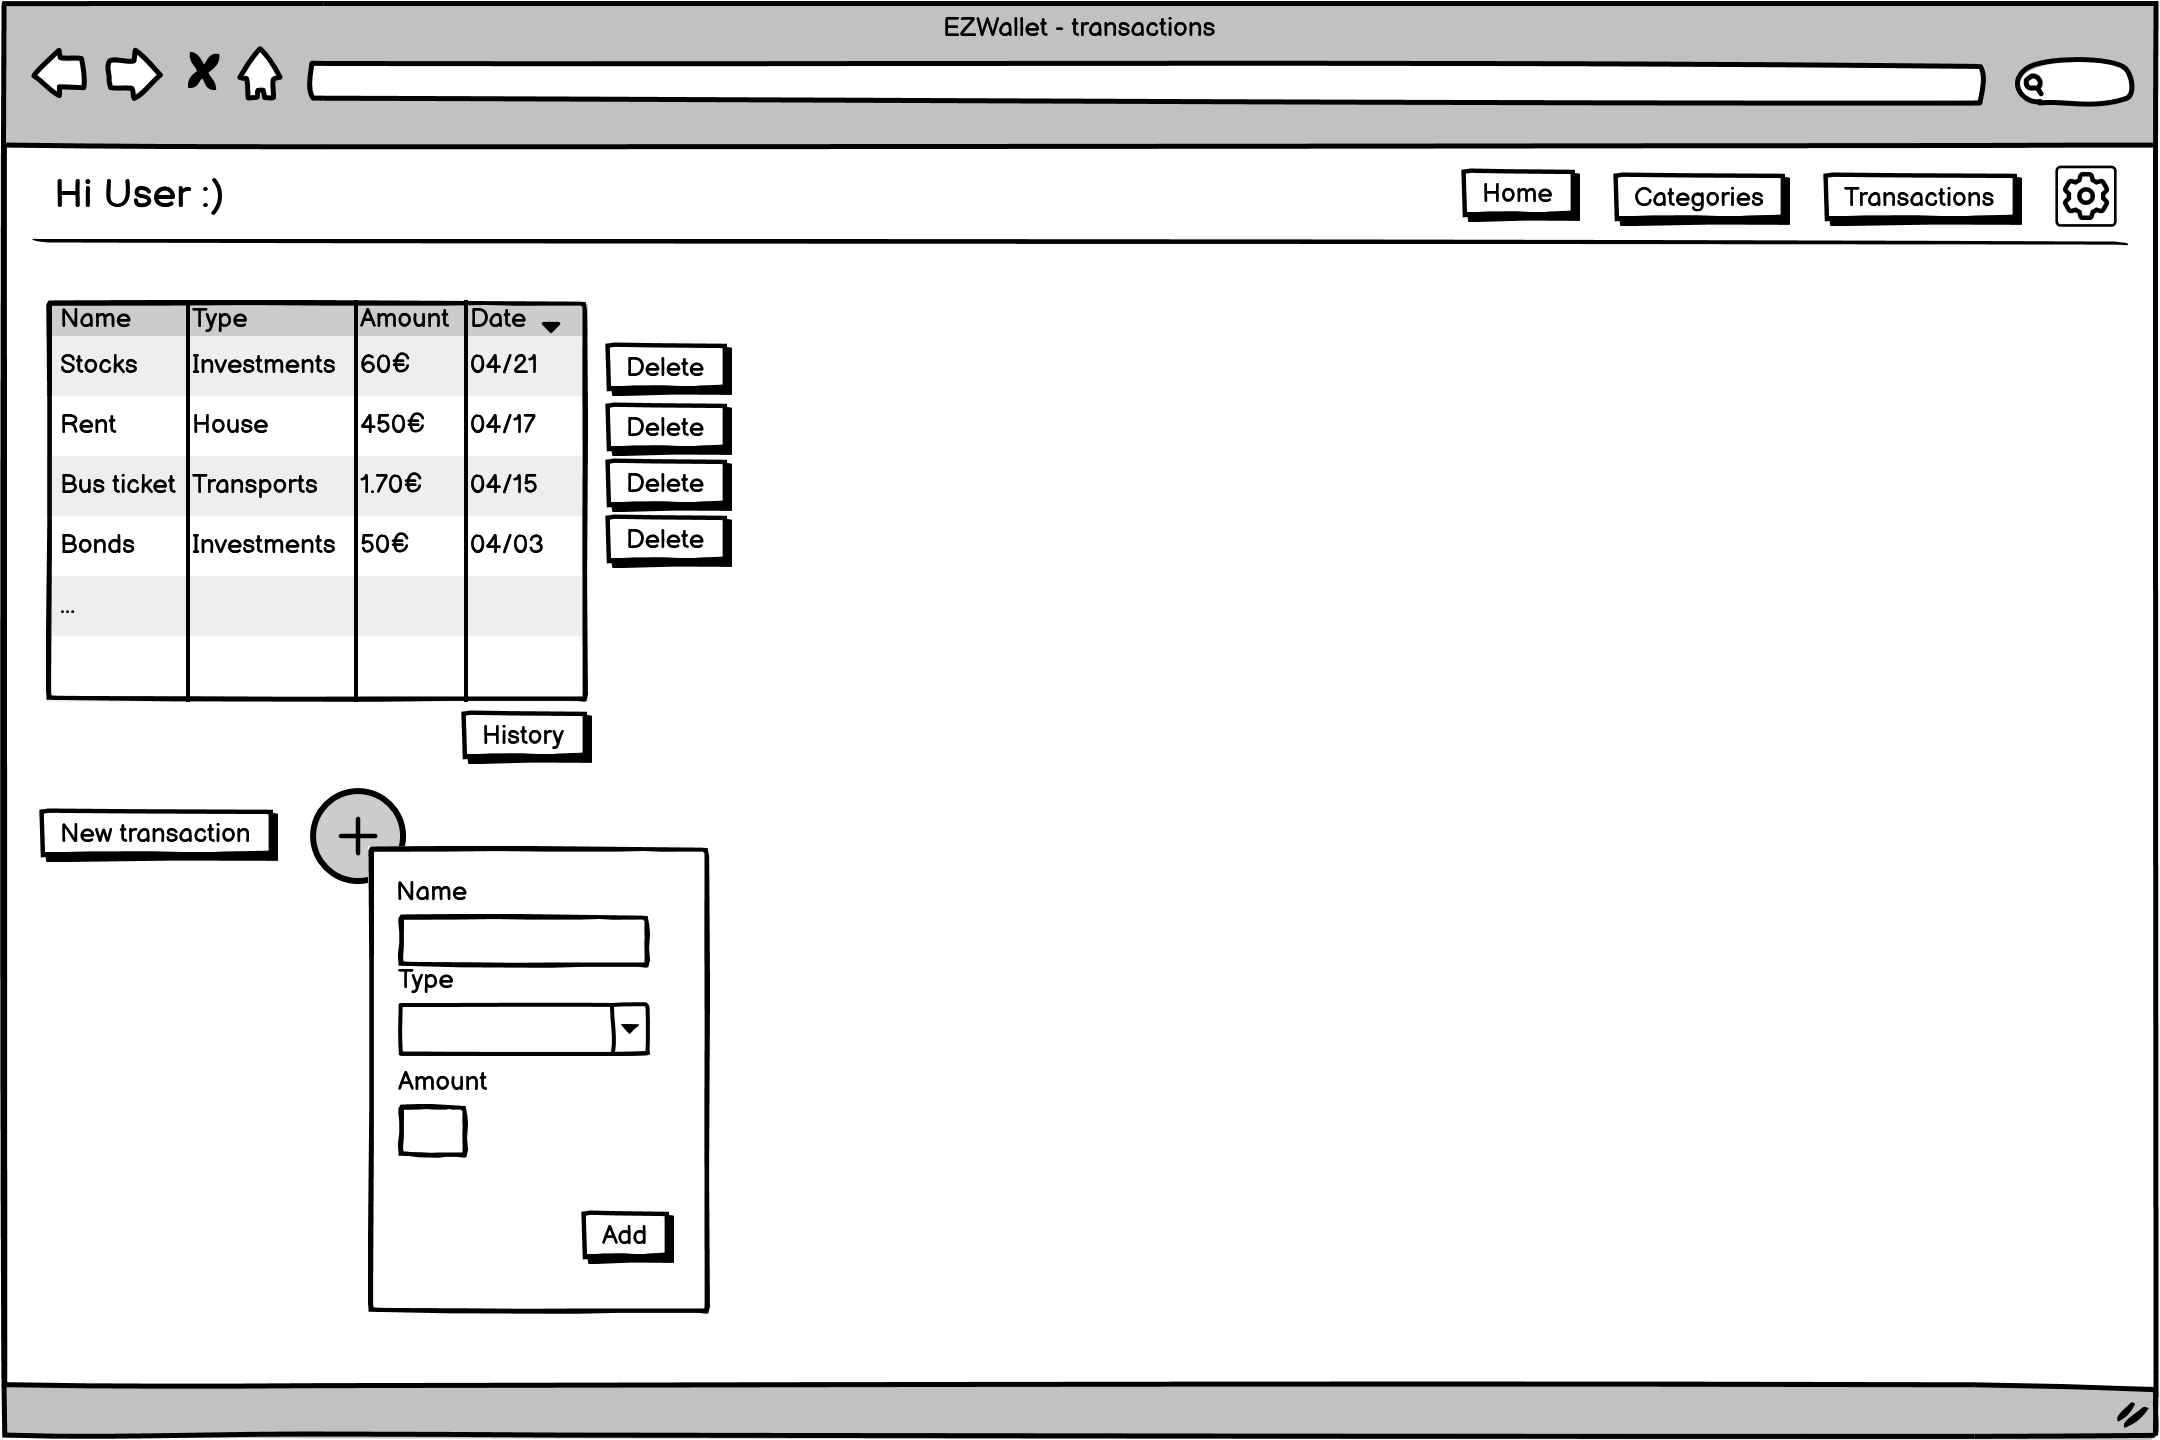 EZWallet - transactions
Hi User :)
Home
Categories
Transactions
Name Type Amount Date
Stocks Investments 60€ 04/21 Delete
Rent House 450€ 04/17 Delete
Bus ticket Transports 1.70€ 04/15 Delete
Bonds Investments 50€ 04/03 Delete
...
History
New transaction
Name
Type
Amount
Add